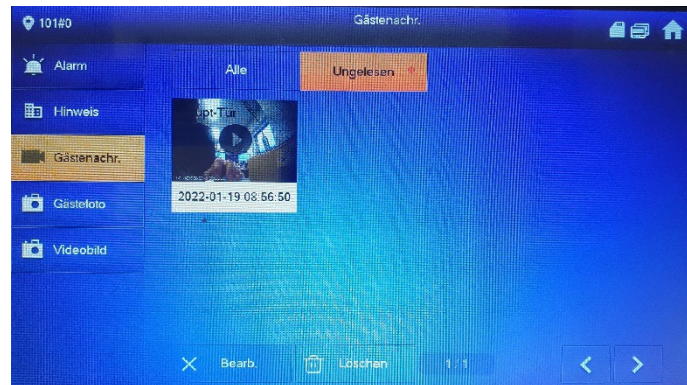 101#0
Gästenachr.
Alarm
Hinweis
Gästenachr.
Gästefoto
Videobild
Alle
Ungelesen
2022-01-19 08:56:50
Bearb.
Löschen
1/1